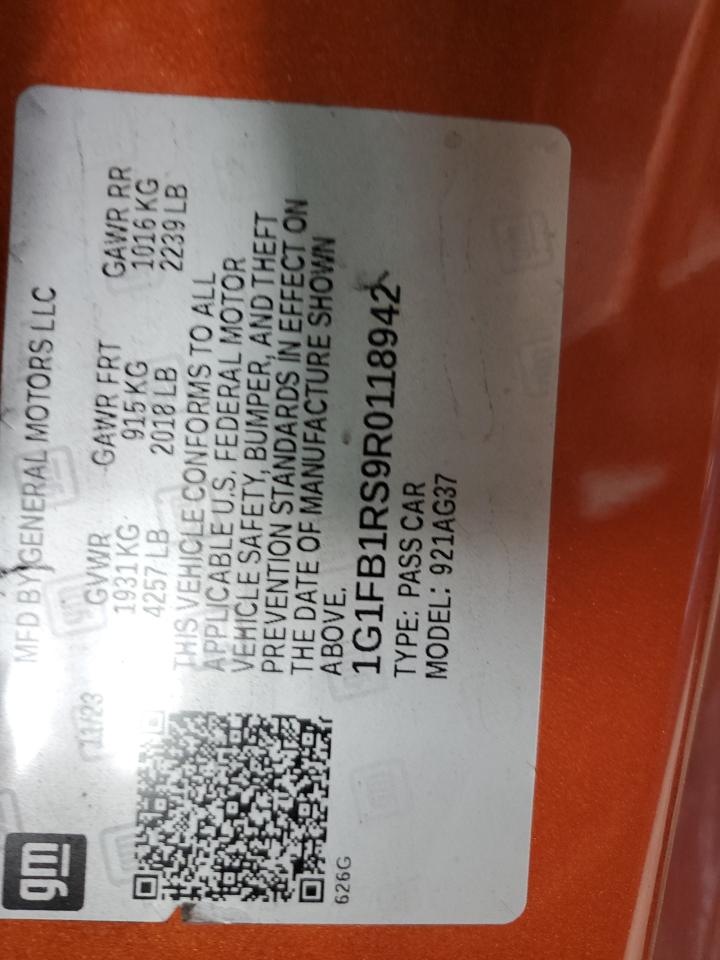 gm
11/23
MFD BY GENERAL MOTORS LLC
GVWR GAWR FRT GAWR RR
1931 KG 915 KG 1016 KG
4257 LB 2018 LB 2239 LB
THIS VEHICLE CONFORMS TO ALL
APPLICABLE U.S. FEDERAL MOTOR
VEHICLE SAFETY, BUMPER, AND THEFT
PREVENTION STANDARDS IN EFFECT ON
THE DATE OF MANUFACTURE SHOWN
ABOVE.
1G1FB1RS9R0118942
TYPE: PASS CAR
MODEL: 921AG37
626G